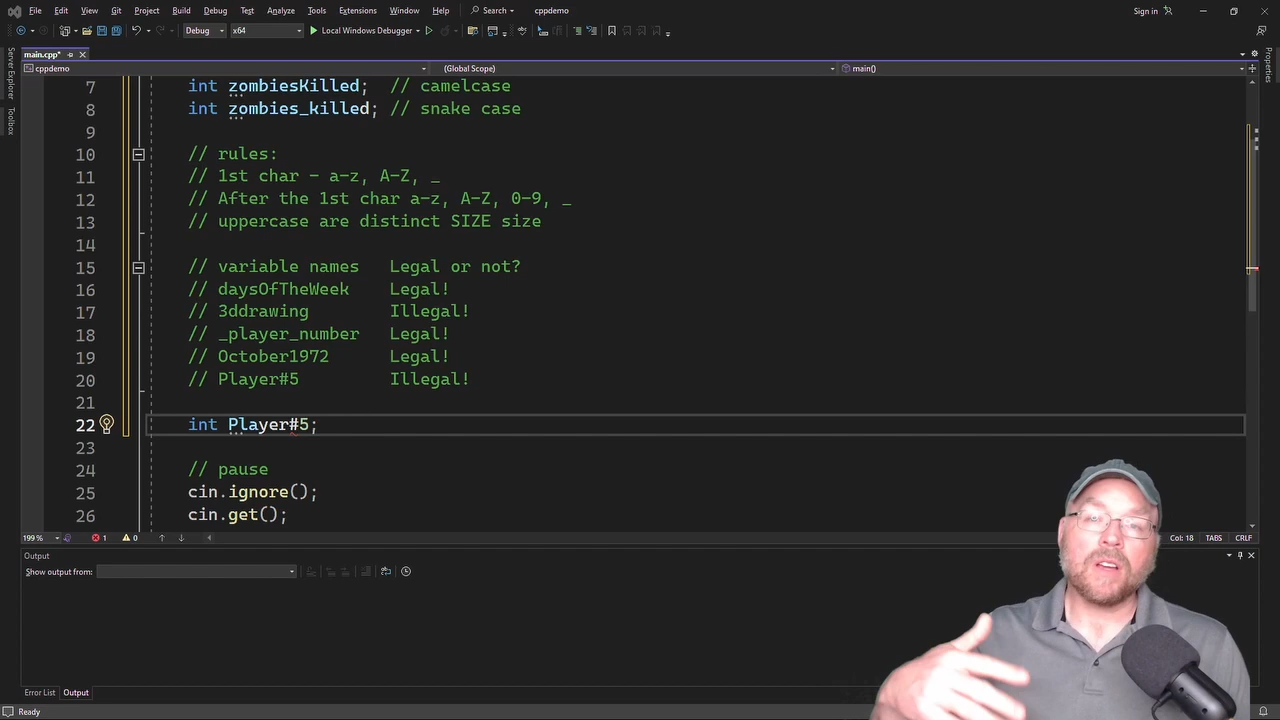 File Edit View Git Project Build Debug Test Analyze Tools Extensions Window Help Search cppdemo Sign in
Debug x64 Local Windows Debugger
main.cpp*
cppdemo (Global Scope) main()
Server Explorer
Toolbox
Properties
7 int zombiesKilled; // camelcase
8 int zombies_killed; // snake case
9
10 // rules:
11 // 1st char - a-z, A-Z, _
12 // After the 1st char a-z, A-Z, 0-9, _
13 // uppercase are distinct SIZE size
14
15 // variable names Legal or not?
16 // daysOfTheWeek Legal!
17 // 3ddrawing Illegal!
18 // _player_number Legal!
19 // October1972 Legal!
20 // Player#5 Illegal!
21
22 int Player#5;
23
24 // pause
25 cin.ignore();
26 cin.get();
199 % 1 0 Col: 18 TABS CRLF
Output
Show output from:
Error List Output
Ready